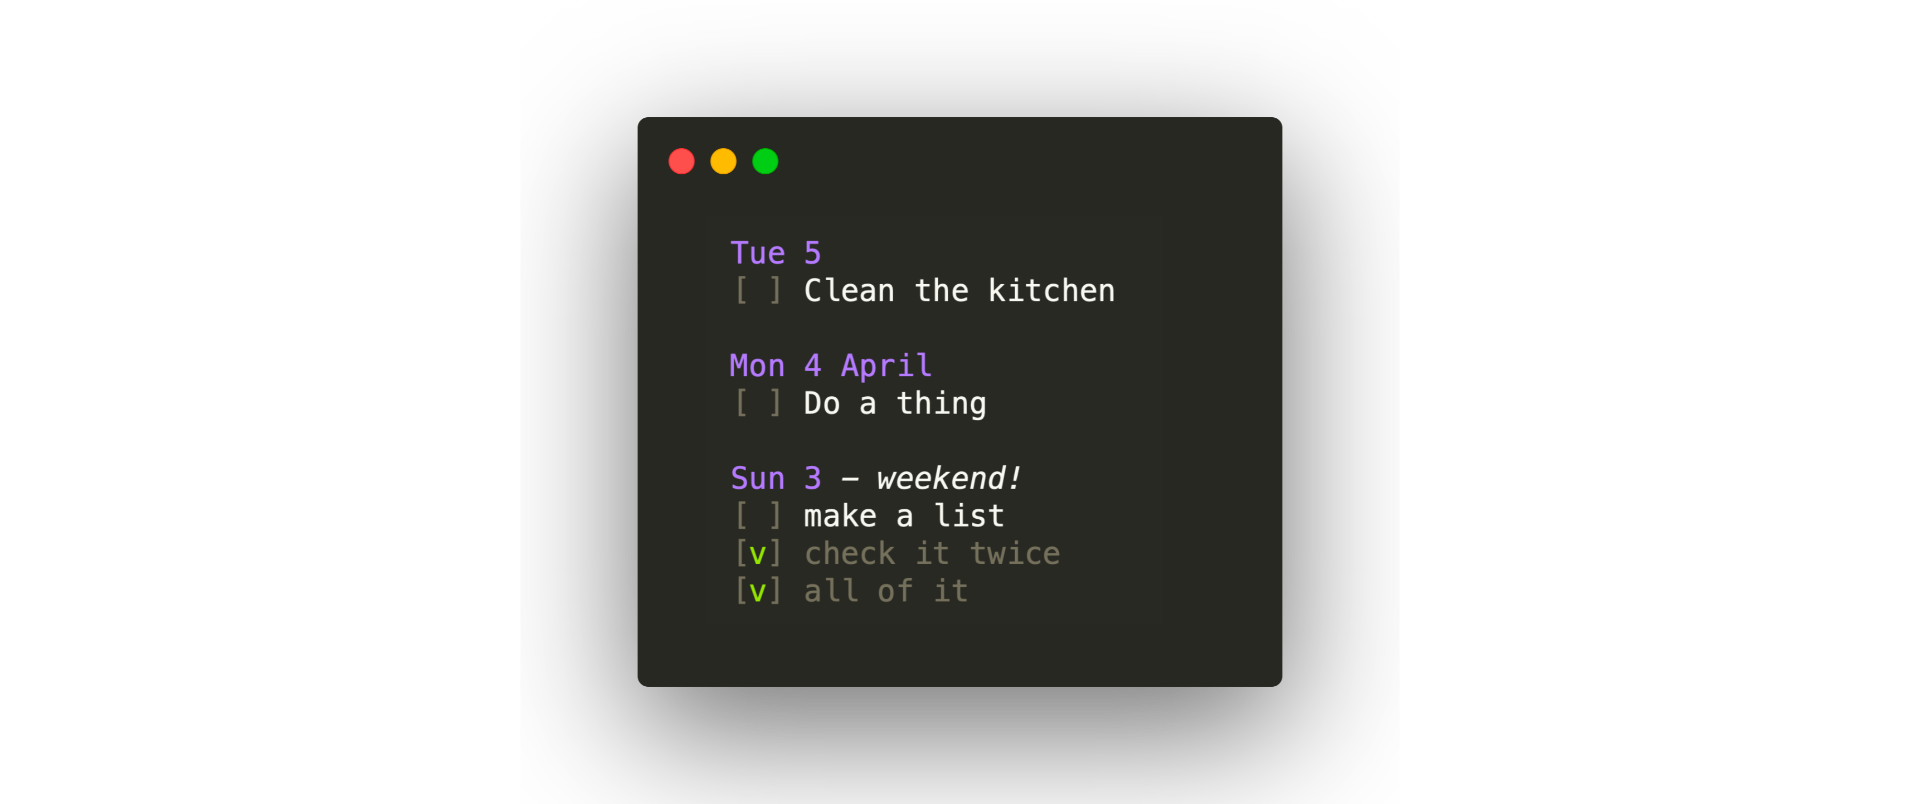 Tue 5
[ ] Clean the kitchen
Mon 4 April
[ ] Do a thing
Sun 3 – weekend!
[ ] make a list
[v] check it twice
[v] all of it